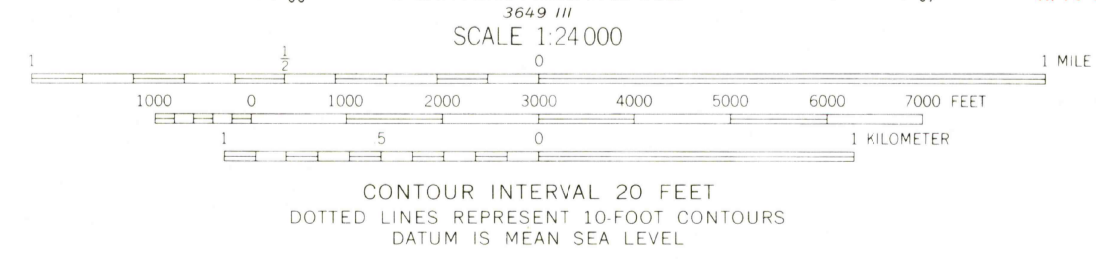 3649 III
SCALE 1:24 000
1 1/2 0 1 MILE
1000 0 1000 2000 3000 4000 5000 6000 7000 FEET
1 .5 0 1 KILOMETER
CONTOUR INTERVAL 20 FEET
DOTTED LINES REPRESENT 10-FOOT CONTOURS
DATUM IS MEAN SEA LEVEL